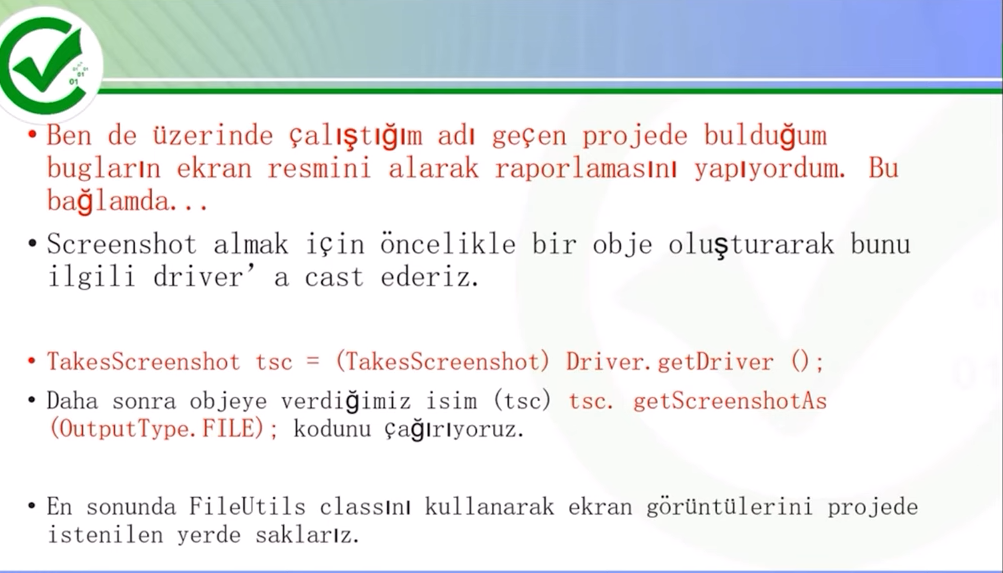 • Ben de üzerinde çalıştığım adı geçen projede bulduğum
bugların ekran resmini alarak raporlamasını yapıyordum. Bu
bağlamda...
• Screenshot almak için öncelikle bir obje oluşturarak bunu
ilgili driver’ a cast ederiz.
• TakesScreenshot tsc = (TakesScreenshot) Driver.getDriver ();
• Daha sonra objeye verdiğimiz isim (tsc) tsc. getScreenshotAs
(OutputType.FILE); kodunu çağırıyoruz.
• En sonunda FileUtils classını kullanarak ekran görüntülerini projede
istenilen yerde saklarız.